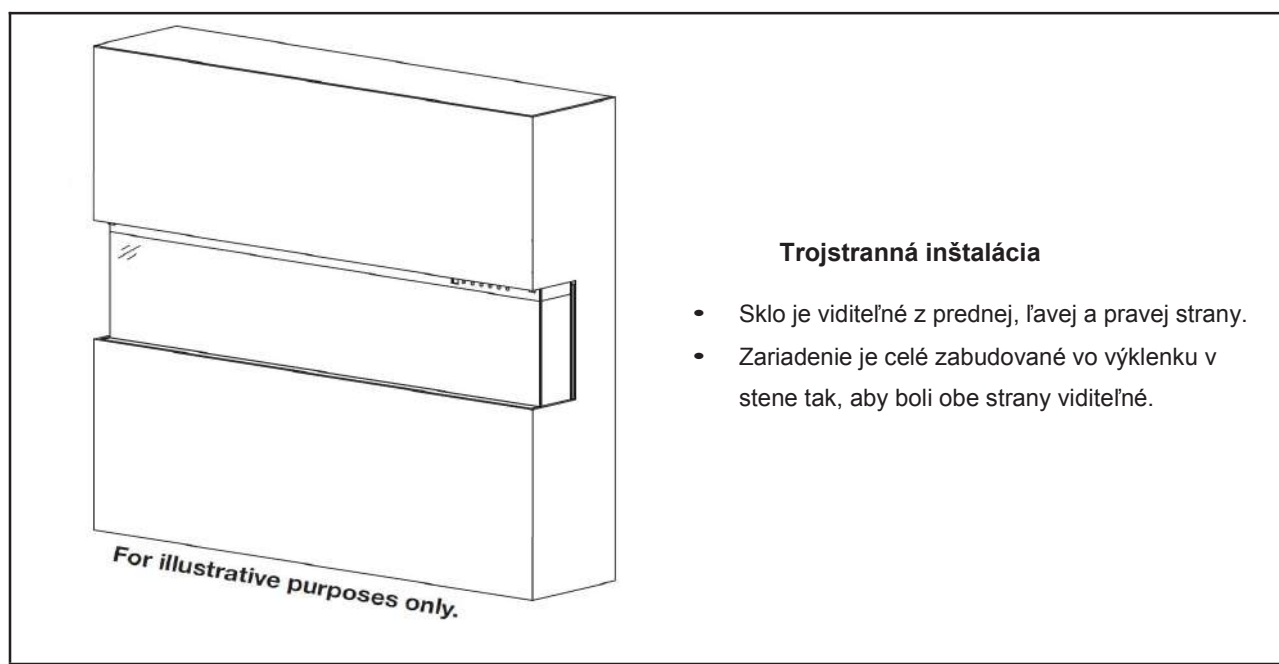 Trojstranná inštalácia
• Sklo je viditeľné z prednej, ľavej a pravej strany.
• Zariadenie je celé zabudované vo výklenku v
stene tak, aby boli obe strany viditeľné.
For illustrative purposes only.